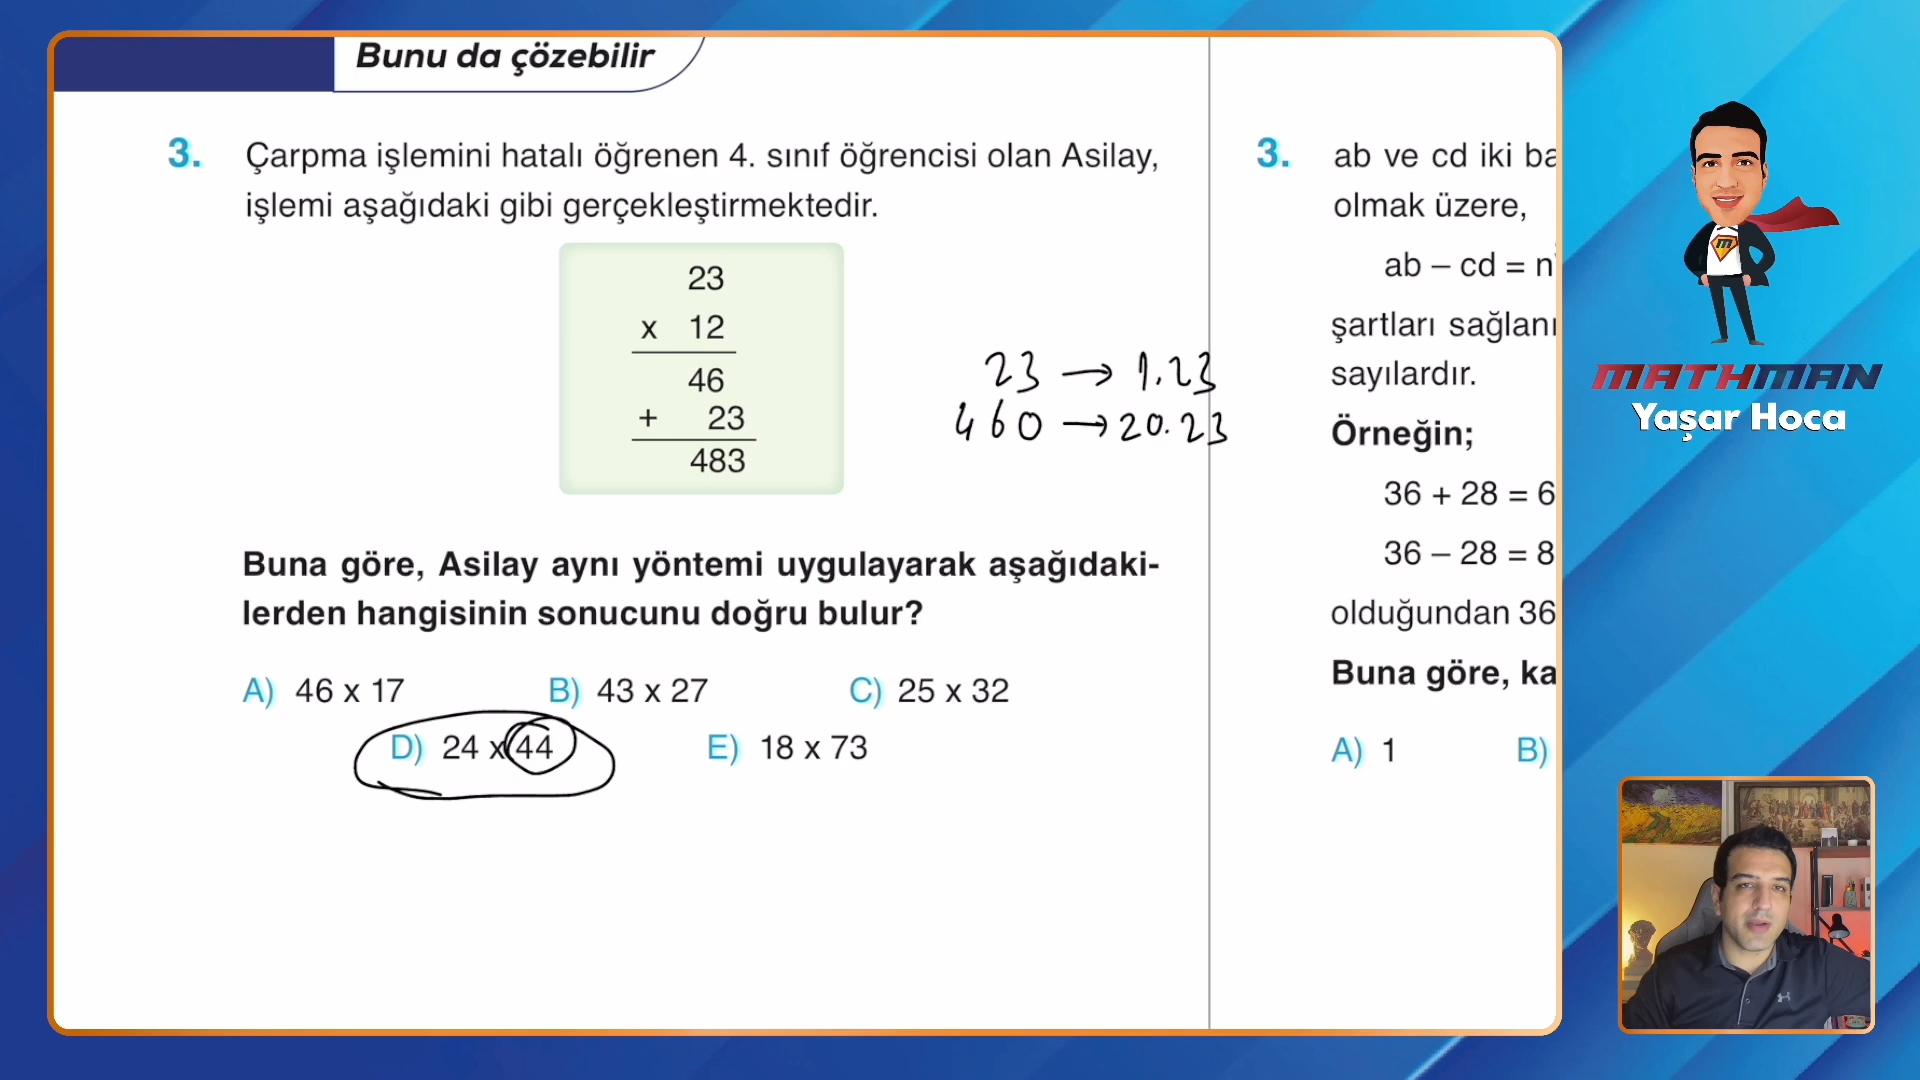 Bunu da çözebilir
3. Çarpma işlemini hatalı öğrenen 4. sınıf öğrencisi olan Asilay,
işlemi aşağıdaki gibi gerçekleştirmektedir.
23
x 12
46
+ 23
483
23 → 1.23
460 → 20.23
Buna göre, Asilay aynı yöntemi uygulayarak aşağıdaki-
lerden hangisinin sonucunu doğru bulur?
A) 46 x 17 B) 43 x 27 C) 25 x 32
D) 24 x 44 E) 18 x 73
3. ab ve cd iki ba
olmak üzere,
ab – cd = n
şartları sağlanı
sayılardır.
Örneğin;
36 + 28 = 6
36 – 28 = 8
olduğundan 36
Buna göre, ka
A) 1 B)
m
MATHMAN
Yaşar Hoca